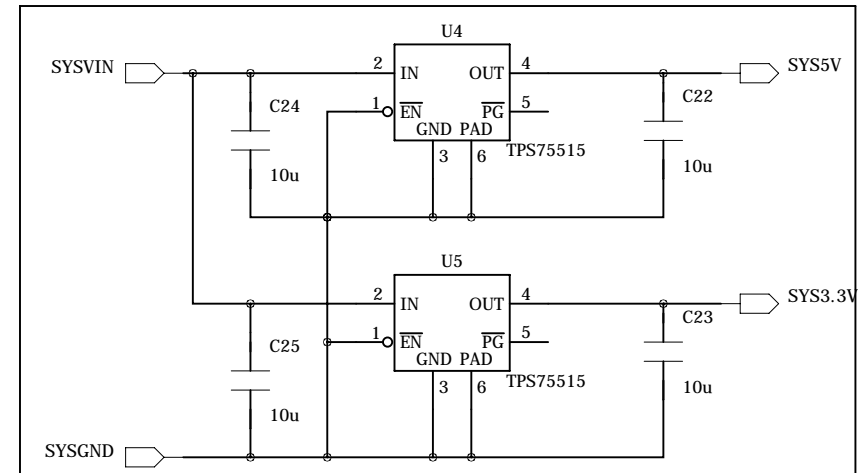 U4
SYSVIN
2 IN OUT 4
SYS5V
C24
1 EN PG 5
C22
GND PAD
3 6
TPS75515
10u
10u
U5
2 IN OUT 4
SYS3.3V
C25
1 EN PG 5
C23
GND PAD
3 6
TPS75515
10u
10u
SYSGND